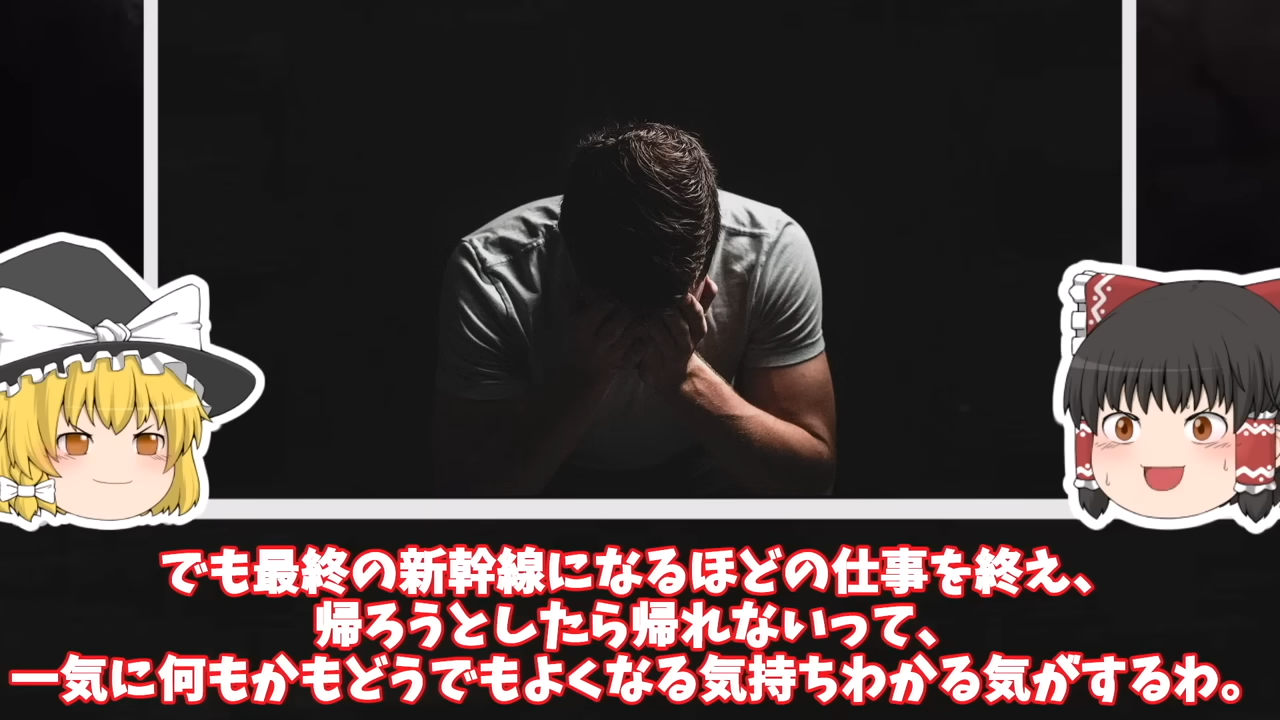 でも最終の新幹線になるほどの仕事を終え、
帰ろうとしたら帰れないって、
一気に何もかもどうでもよくなる気持ちわかる気がするわ。